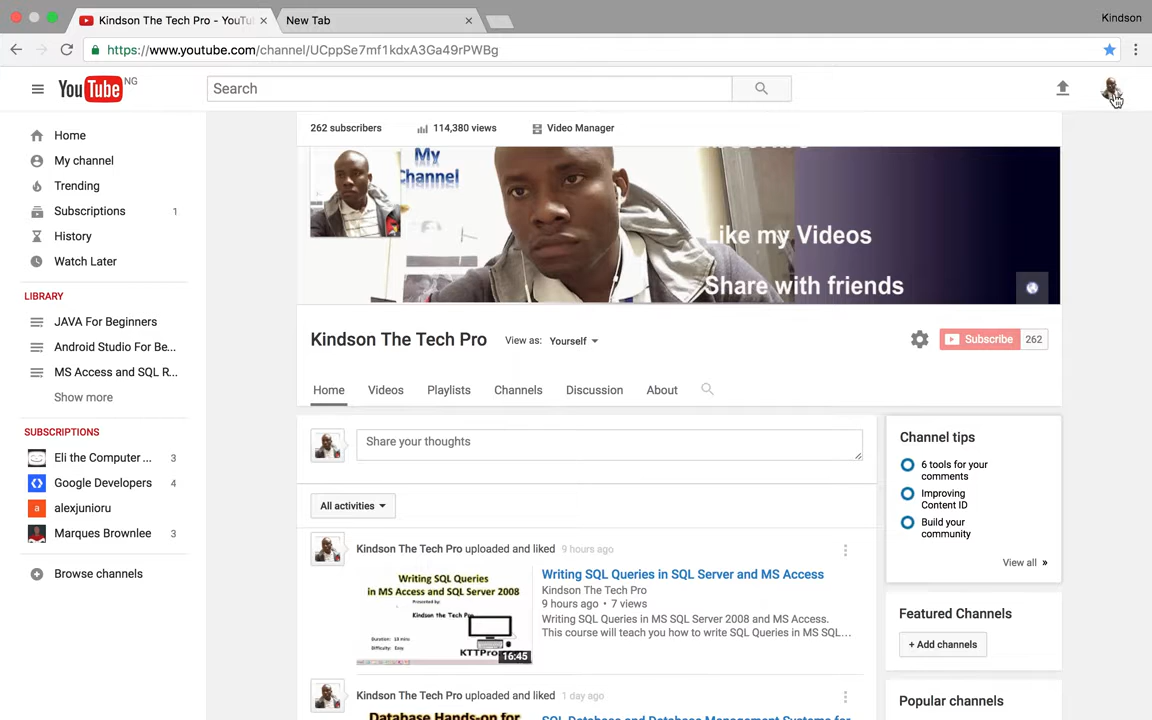 Kindson The Tech Pro - YouTu
New Tab
Kindson
https://www.youtube.com/channel/UCppSe7mf1kdxA3Ga49rPWBg
YouTube NG
Search
Home
My channel
Trending
Subscriptions 1
History
Watch Later
LIBRARY
JAVA For Beginners
Android Studio For Be...
MS Access and SQL R...
Show more
SUBSCRIPTIONS
Eli the Computer ... 3
Google Developers 4
a alexjunioru
Marques Brownlee 3
Browse channels
262 subscribers 114,380 views Video Manager
My
Channel
Like my Videos
Share with friends
Kindson The Tech Pro View as: Yourself
Subscribe 262
Home Videos Playlists Channels Discussion About
Share your thoughts
All activities
Kindson The Tech Pro uploaded and liked 9 hours ago
Writing SQL Queries
in MS Access and SQL Server 2008
Presented by:
Kindson the Tech Pro
Duration: 15 mins
Difficulty: Easy
KTTPro
16:45
Writing SQL Queries in SQL Server and MS Access
Kindson The Tech Pro
9 hours ago • 7 views
Writing SQL Queries in MS SQL Server 2008 and MS Access.
This course will teach you how to write SQL Queries in MS SQL...
Kindson The Tech Pro uploaded and liked 1 day ago
Database Hands-on for
SQL Database and Database Management Systems for
Channel tips
6 tools for your
comments
Improving
Content ID
Build your
community
View all »
Featured Channels
+ Add channels
Popular channels